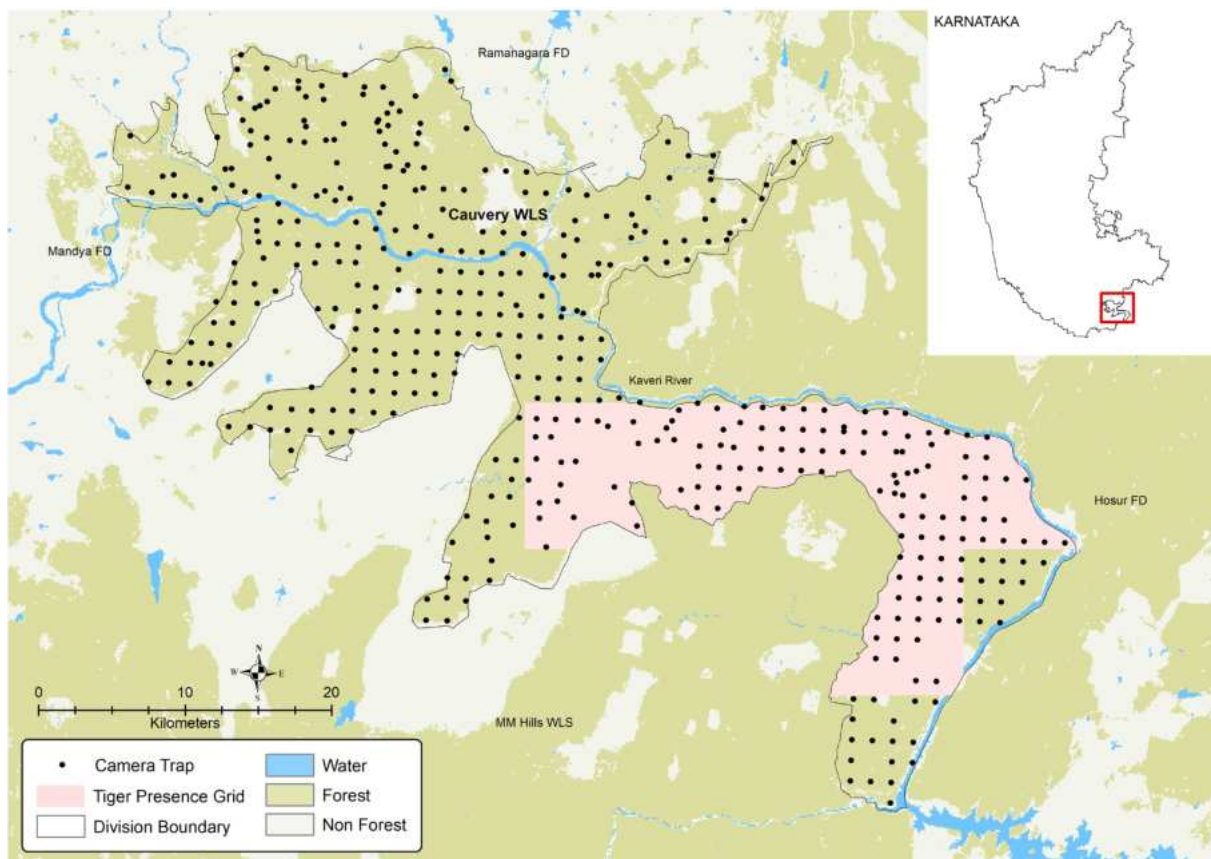 KARNATAKA
Ramanagara FD
Cauvery WLS
Mandya FD
Kaveri River
Hosur FD
N
W E
S
0 10 20
Kilometers
MM Hills WLS
Camera Trap
Water
Tiger Presence Grid
Forest
Division Boundary
Non Forest